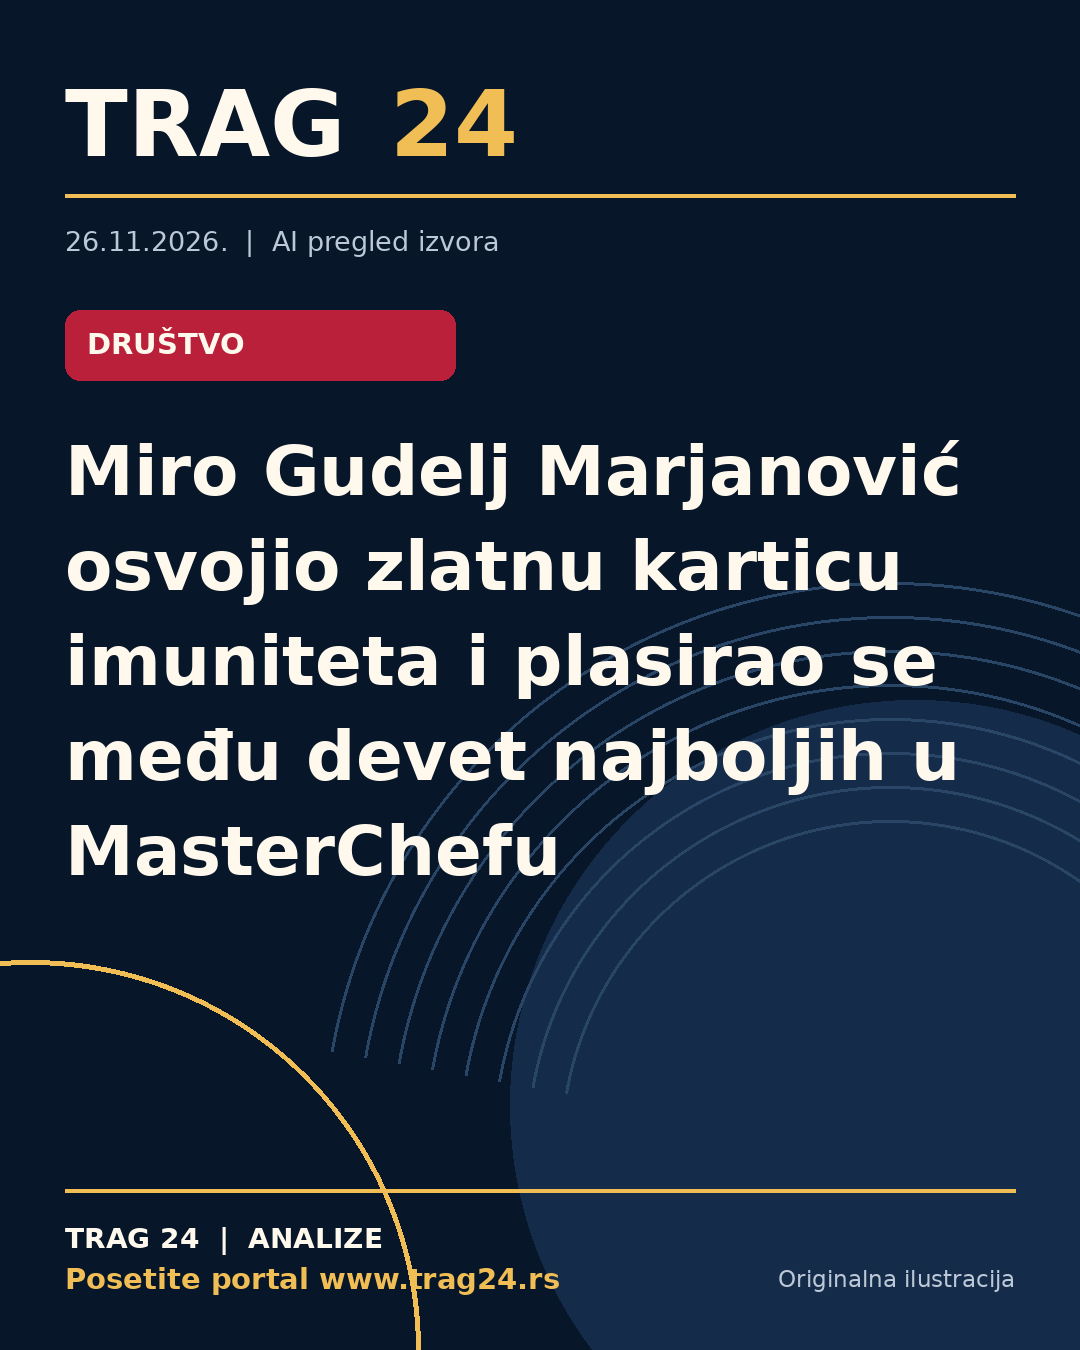 TRAG 24
26.11.2026. | AI pregled izvora
DRUŠTVO
Miro Gudelj Marjanović
osvojio zlatnu karticu
imuniteta i plasirao se
među devet najboljih u
MasterChefu
TRAG 24 | ANALIZE
Posetite portal www.trag24.rs
Originalna ilustracija